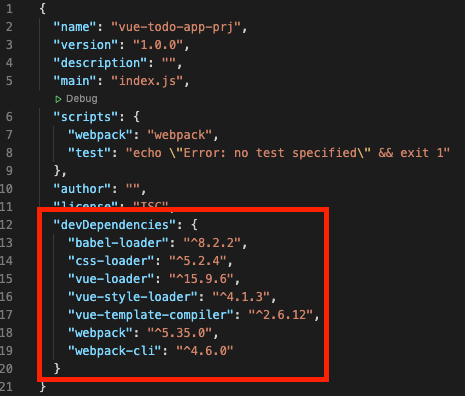 1 {
2 "name": "vue-todo-app-prj",
3 "version": "1.0.0",
4 "description": "",
5 "main": "index.js",
Debug
6 "scripts": {
7 "webpack": "webpack",
8 "test": "echo \"Error: no test specified\" && exit 1"
9 },
10 "author": "",
11 "license": "ISC",
12 "devDependencies": {
13 "babel-loader": "^8.2.2",
14 "css-loader": "^5.2.4",
15 "vue-loader": "^15.9.6",
16 "vue-style-loader": "^4.1.3",
17 "vue-template-compiler": "^2.6.12",
18 "webpack": "^5.35.0",
19 "webpack-cli": "^4.6.0"
20 }
21 }